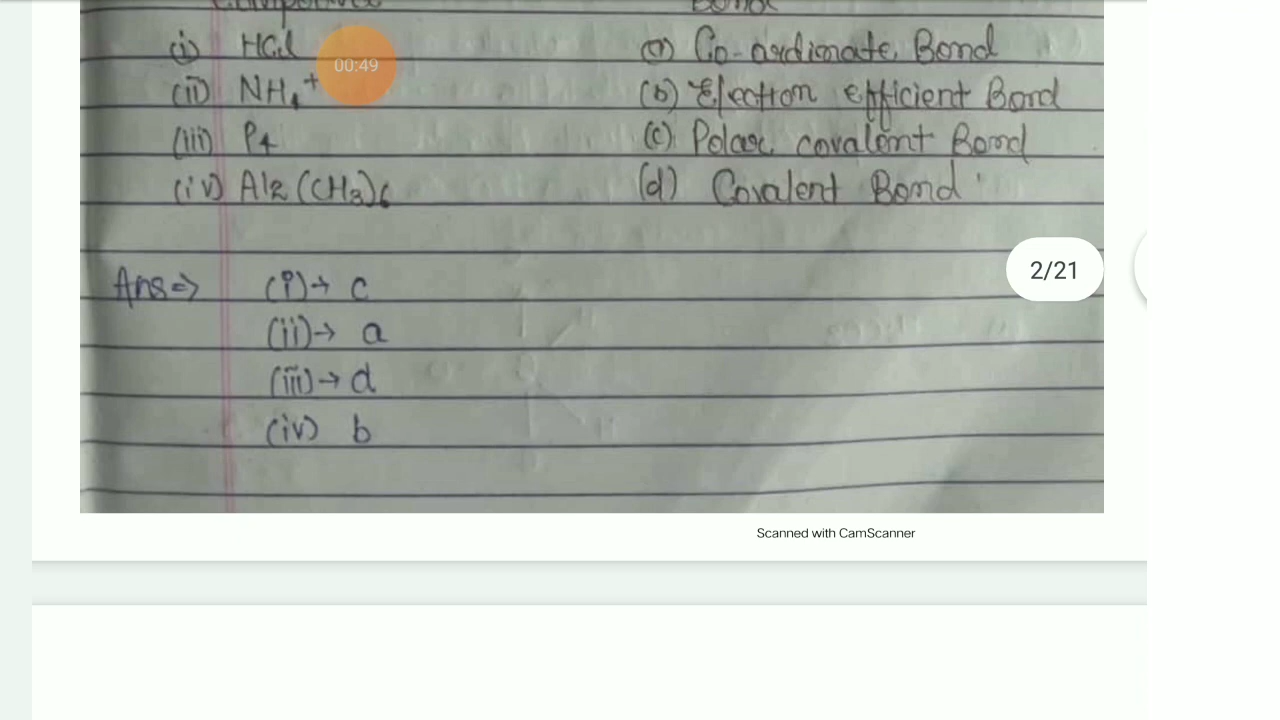 (i) HCl (a) Co-ordinate Bond
00:49
(ii) NH4+ (b) Electron efficient Bond
(iii) P4 (c) Polar covalent Bond
(iv) Al2(CH3)6 (d) Covalent Bond
2/21
Ans => (i)→ c
(ii)→ a
(iii)→ d
(iv) b
Scanned with CamScanner